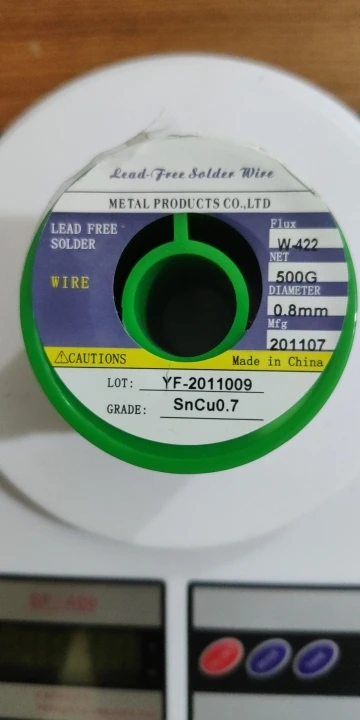 Lead-Free Solder Wire
METAL PRODUCTS CO.,LTD
LEAD FREE
SOLDER
WIRE
Flux
W-422
NET
500G
DIAMETER
0.8mm
Mfg
201107
⚠CAUTIONS Made in China
LOT: YF-2011009
GRADE: SnCu0.7